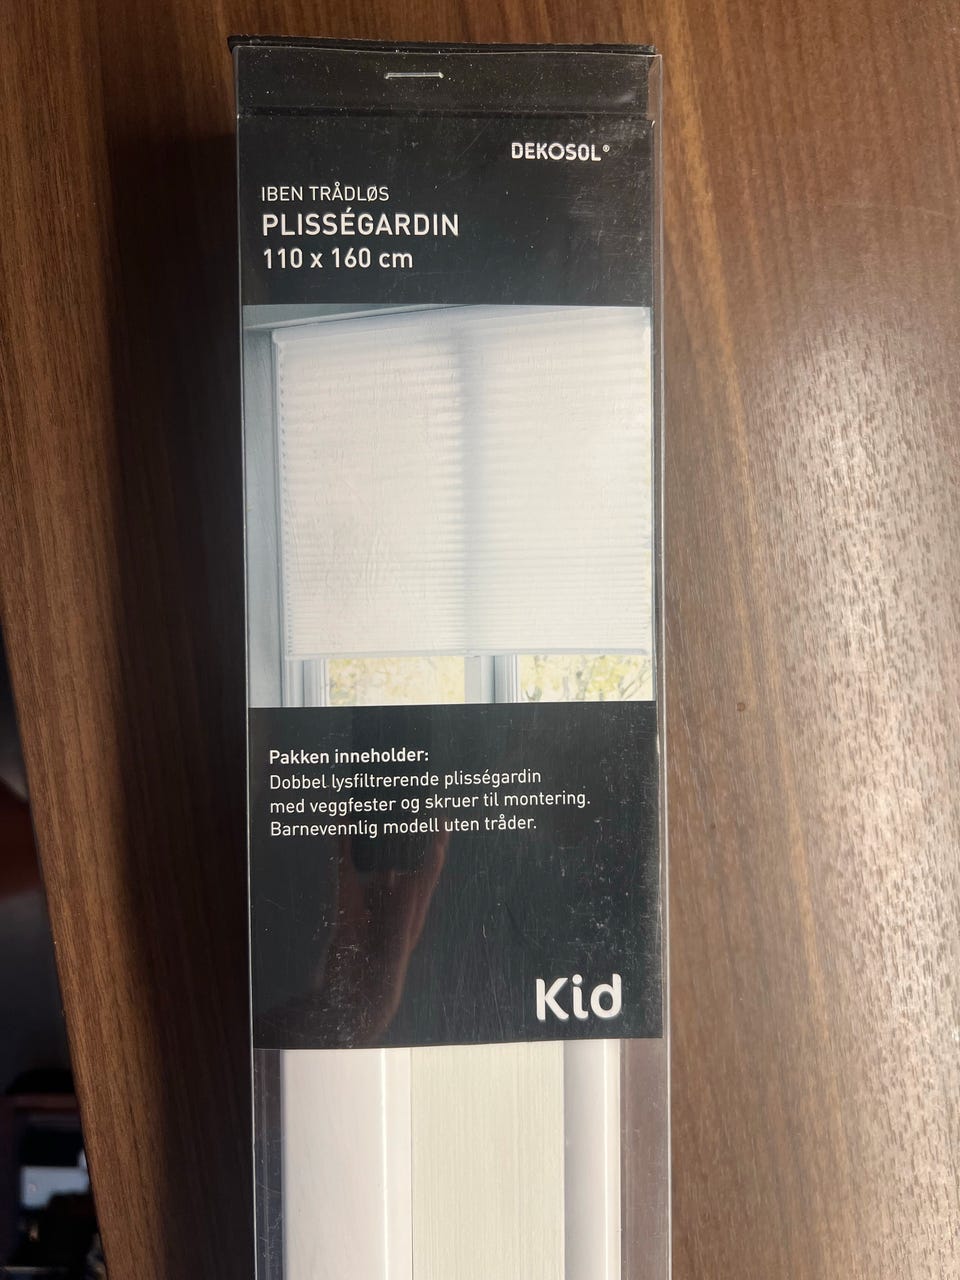 DEKOSOL®
IBEN TRÅDLØS
PLISSÉGARDIN
110 x 160 cm
Pakken inneholder:
Dobbel lysfiltrerende plisségardin
med veggfester og skruer til montering.
Barnevennlig modell uten tråder.
Kid